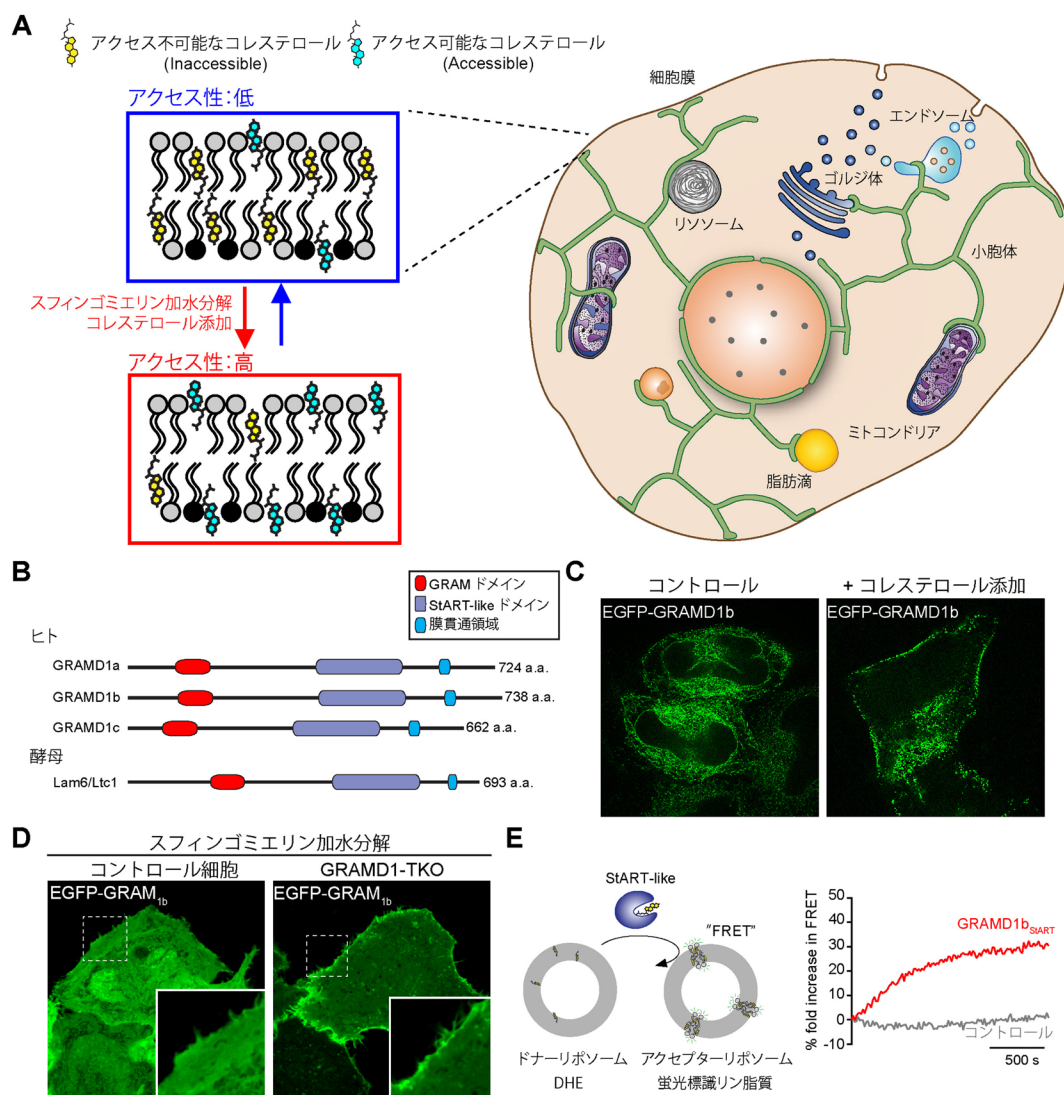 A
アクセス不可能なコレステロール
(Inaccessible)
アクセス可能なコレステロール
(Accessible)
アクセス性:低
スフィンゴミエリン加水分解
コレステロール添加
アクセス性:高
細胞膜
エンドソーム
ゴルジ体
リソソーム
小胞体
ミトコンドリア
脂肪滴
B
GRAM ドメイン
StART-like ドメイン
膜貫通領域
ヒト
GRAMD1a
724 a.a.
GRAMD1b
738 a.a.
GRAMD1c
662 a.a.
酵母
Lam6/Ltc1
693 a.a.
C
コントロール
+ コレステロール添加
EGFP-GRAMD1b
EGFP-GRAMD1b
D
スフィンゴミエリン加水分解
コントロール細胞
GRAMD1-TKO
EGFP-GRAM1b
EGFP-GRAM1b
E
StART-like
"FRET"
ドナーリポソーム
DHE
アクセプターリポソーム
蛍光標識リン脂質
% fold increase in FRET
50
40
30
20
10
0
-10
GRAMD1bStART
コントロール
500 s